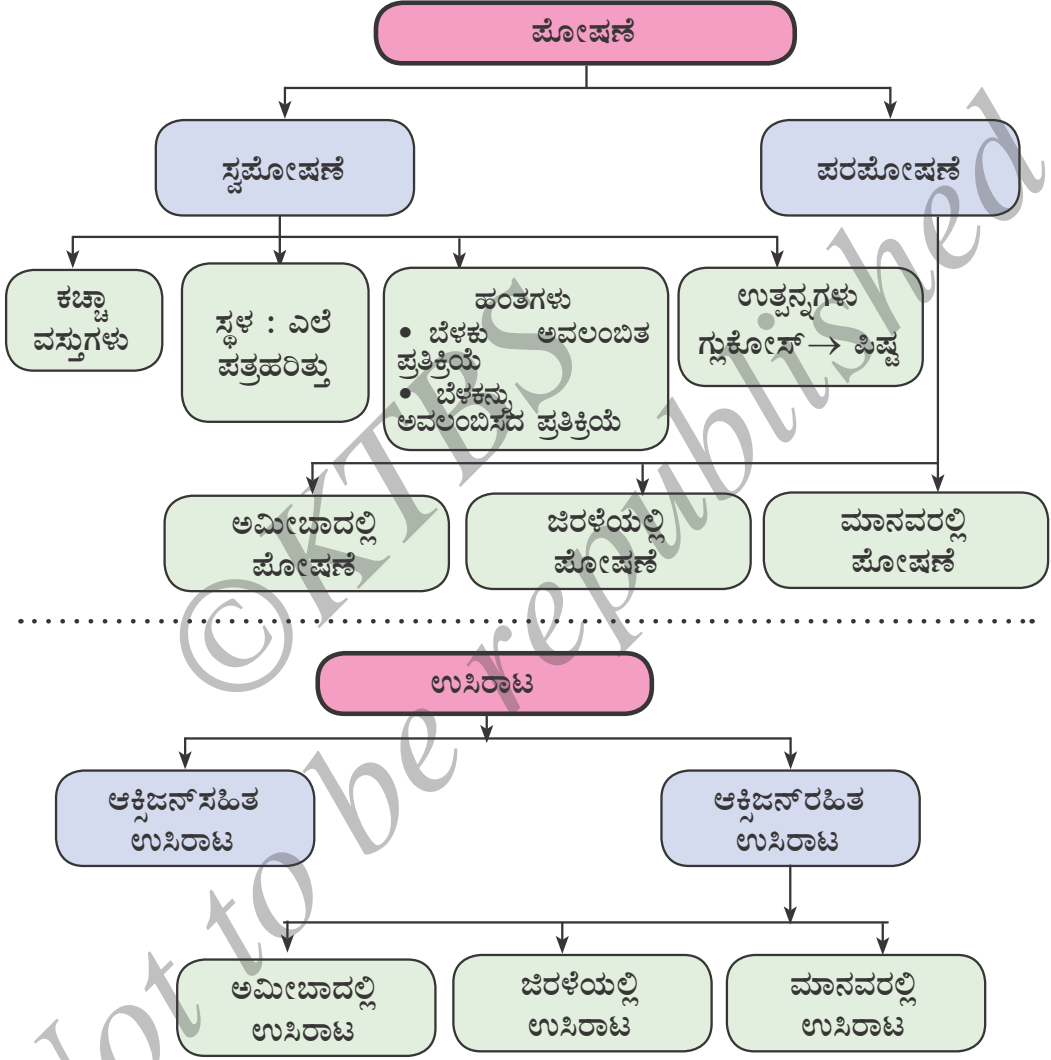 ಪೋಷಣೆ
ಸ್ವಪೋಷಣೆ
ಪರಪೋಷಣೆ
ಕಚ್ಚಾ
ವಸ್ತುಗಳು
ಸ್ಥಳ : ಎಲೆ
ಪತ್ರಹರಿತ್ತು
ಹಂತಗಳು
• ಬೆಳಕು ಅವಲಂಬಿತ
ಪ್ರತಿಕ್ರಿಯೆ
• ಬೆಳಕನ್ನು
ಅವಲಂಬಿಸದ ಪ್ರತಿಕ್ರಿಯೆ
ಉತ್ಪನ್ನಗಳು
ಗ್ಲುಕೋಸ್ → ಪಿಷ್ಟ
ಅಮೀಬಾದಲ್ಲಿ
ಪೋಷಣೆ
ಜಿರಳೆಯಲ್ಲಿ
ಪೋಷಣೆ
ಮಾನವರಲ್ಲಿ
ಪೋಷಣೆ
ಉಸಿರಾಟ
ಆಕ್ಸಿಜನ್‌ಸಹಿತ
ಉಸಿರಾಟ
ಆಕ್ಸಿಜನ್‌ರಹಿತ
ಉಸಿರಾಟ
ಅಮೀಬಾದಲ್ಲಿ
ಉಸಿರಾಟ
ಜಿರಳೆಯಲ್ಲಿ
ಉಸಿರಾಟ
ಮಾನವರಲ್ಲಿ
ಉಸಿರಾಟ
©KTBS
Not to be republished